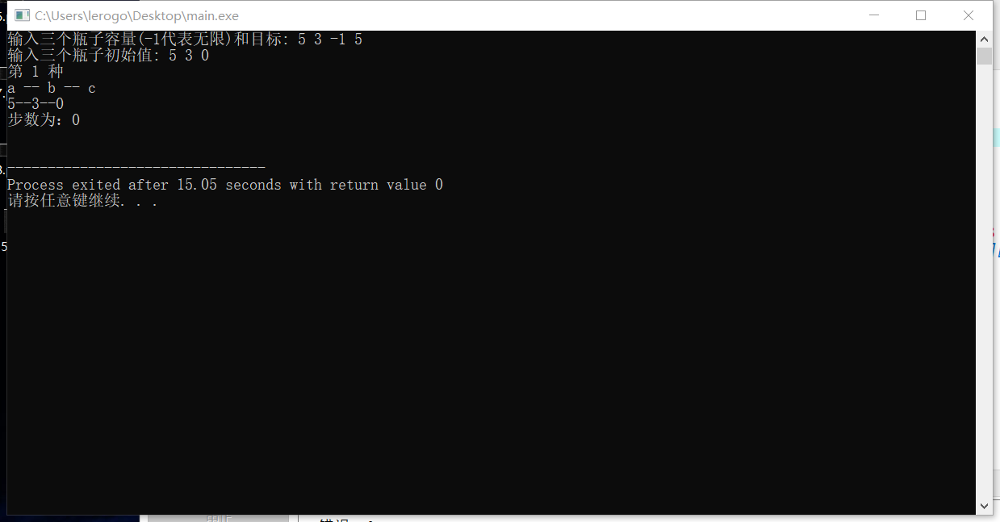 C:\Users\lerogo\Desktop\main.exe
输入三个瓶子容量(-1代表无限)和目标: 5 3 -1 5
输入三个瓶子初始值: 5 3 0
第 1 种
a -- b -- c
5--3--0
步数为: 0
--------------------------------
Process exited after 15.05 seconds with return value 0
请按任意键继续. . .